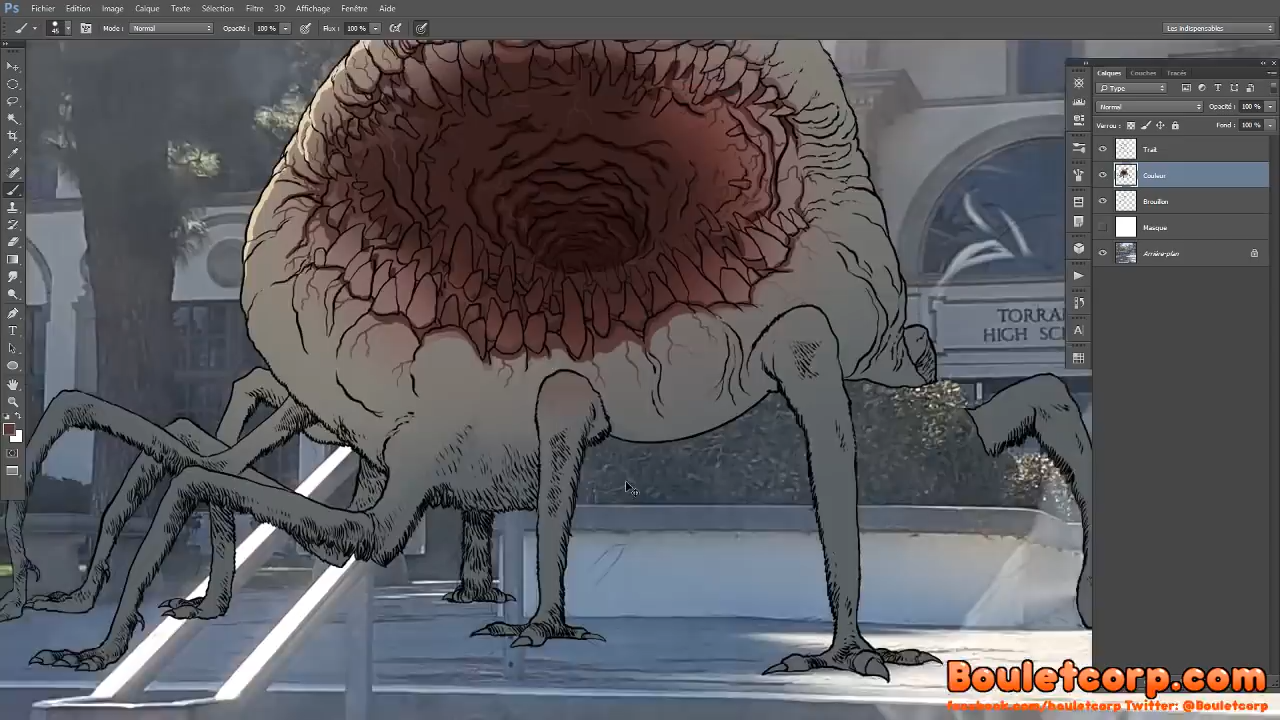 Ps Fichier Edition Image Calque Texte Sélection Filtre 3D Affichage Fenêtre Aide
45 Mode : Normal Opacité : 100 % Flux : 100 % Les indispensables
Calques Couches Tracés
Type
Normal Opacité : 100 %
Verrou : Fond : 100 %
Trait
Couleur
Brouillon
Masque
Arrière-plan
TORRA
HIGH SC
Bouletcorp.com
facebook.com/bouletcorp Twitter: @Bouletcorp